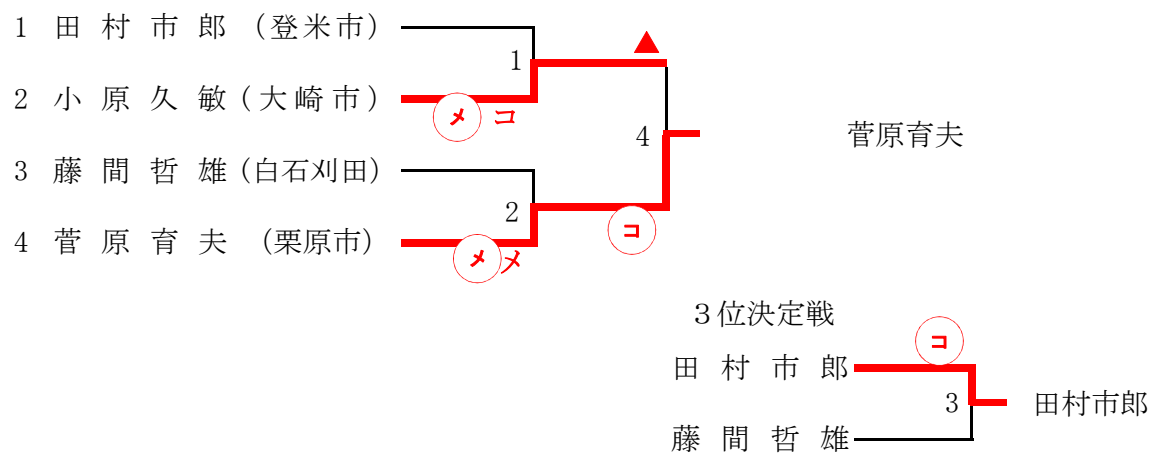 1 田村市郎 (登米市)
1
▲
2 小原久敏 (大崎市)
メ コ
4
菅原育夫
3 藤間哲雄 (白石刈田)
2
コ
4 菅原育夫 (栗原市)
メ メ
3位決定戦
コ
田村市郎
3
田村市郎
藤間哲雄